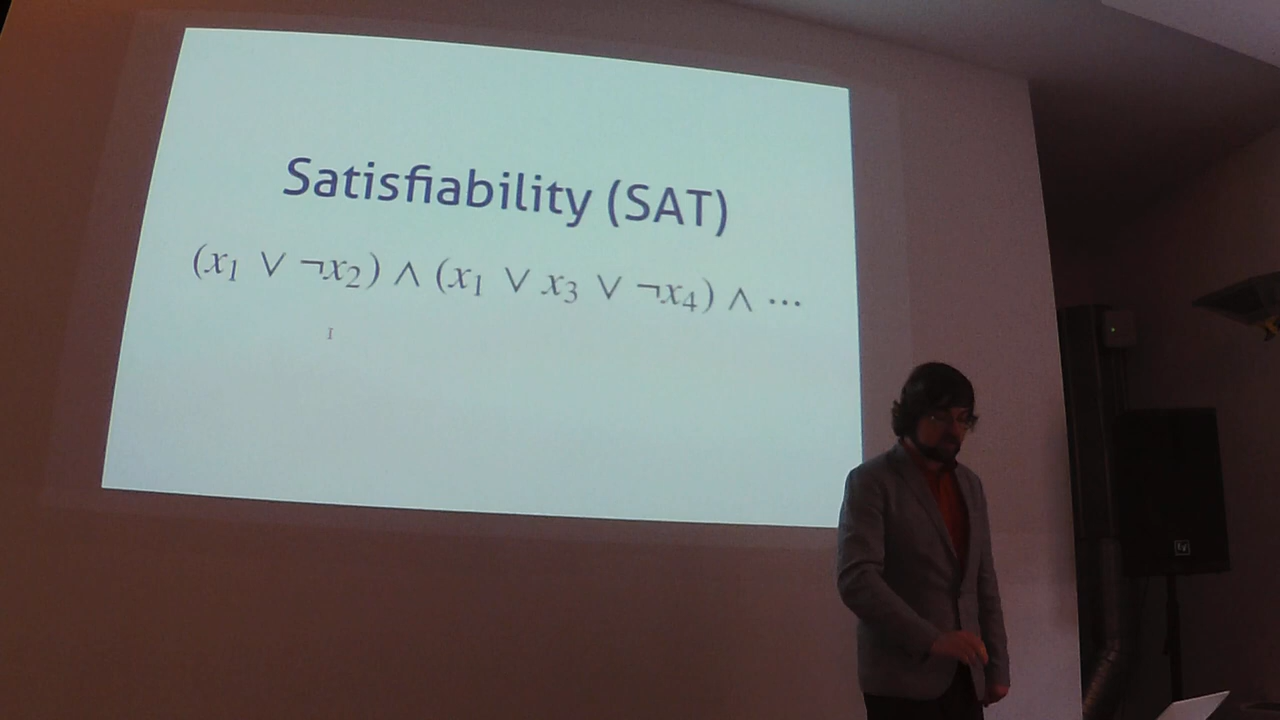 Satisfiability (SAT)
(x₁ ∨ ¬x₂) ∧ (x₁ ∨ x₃ ∨ ¬x₄) ∧ ⋯